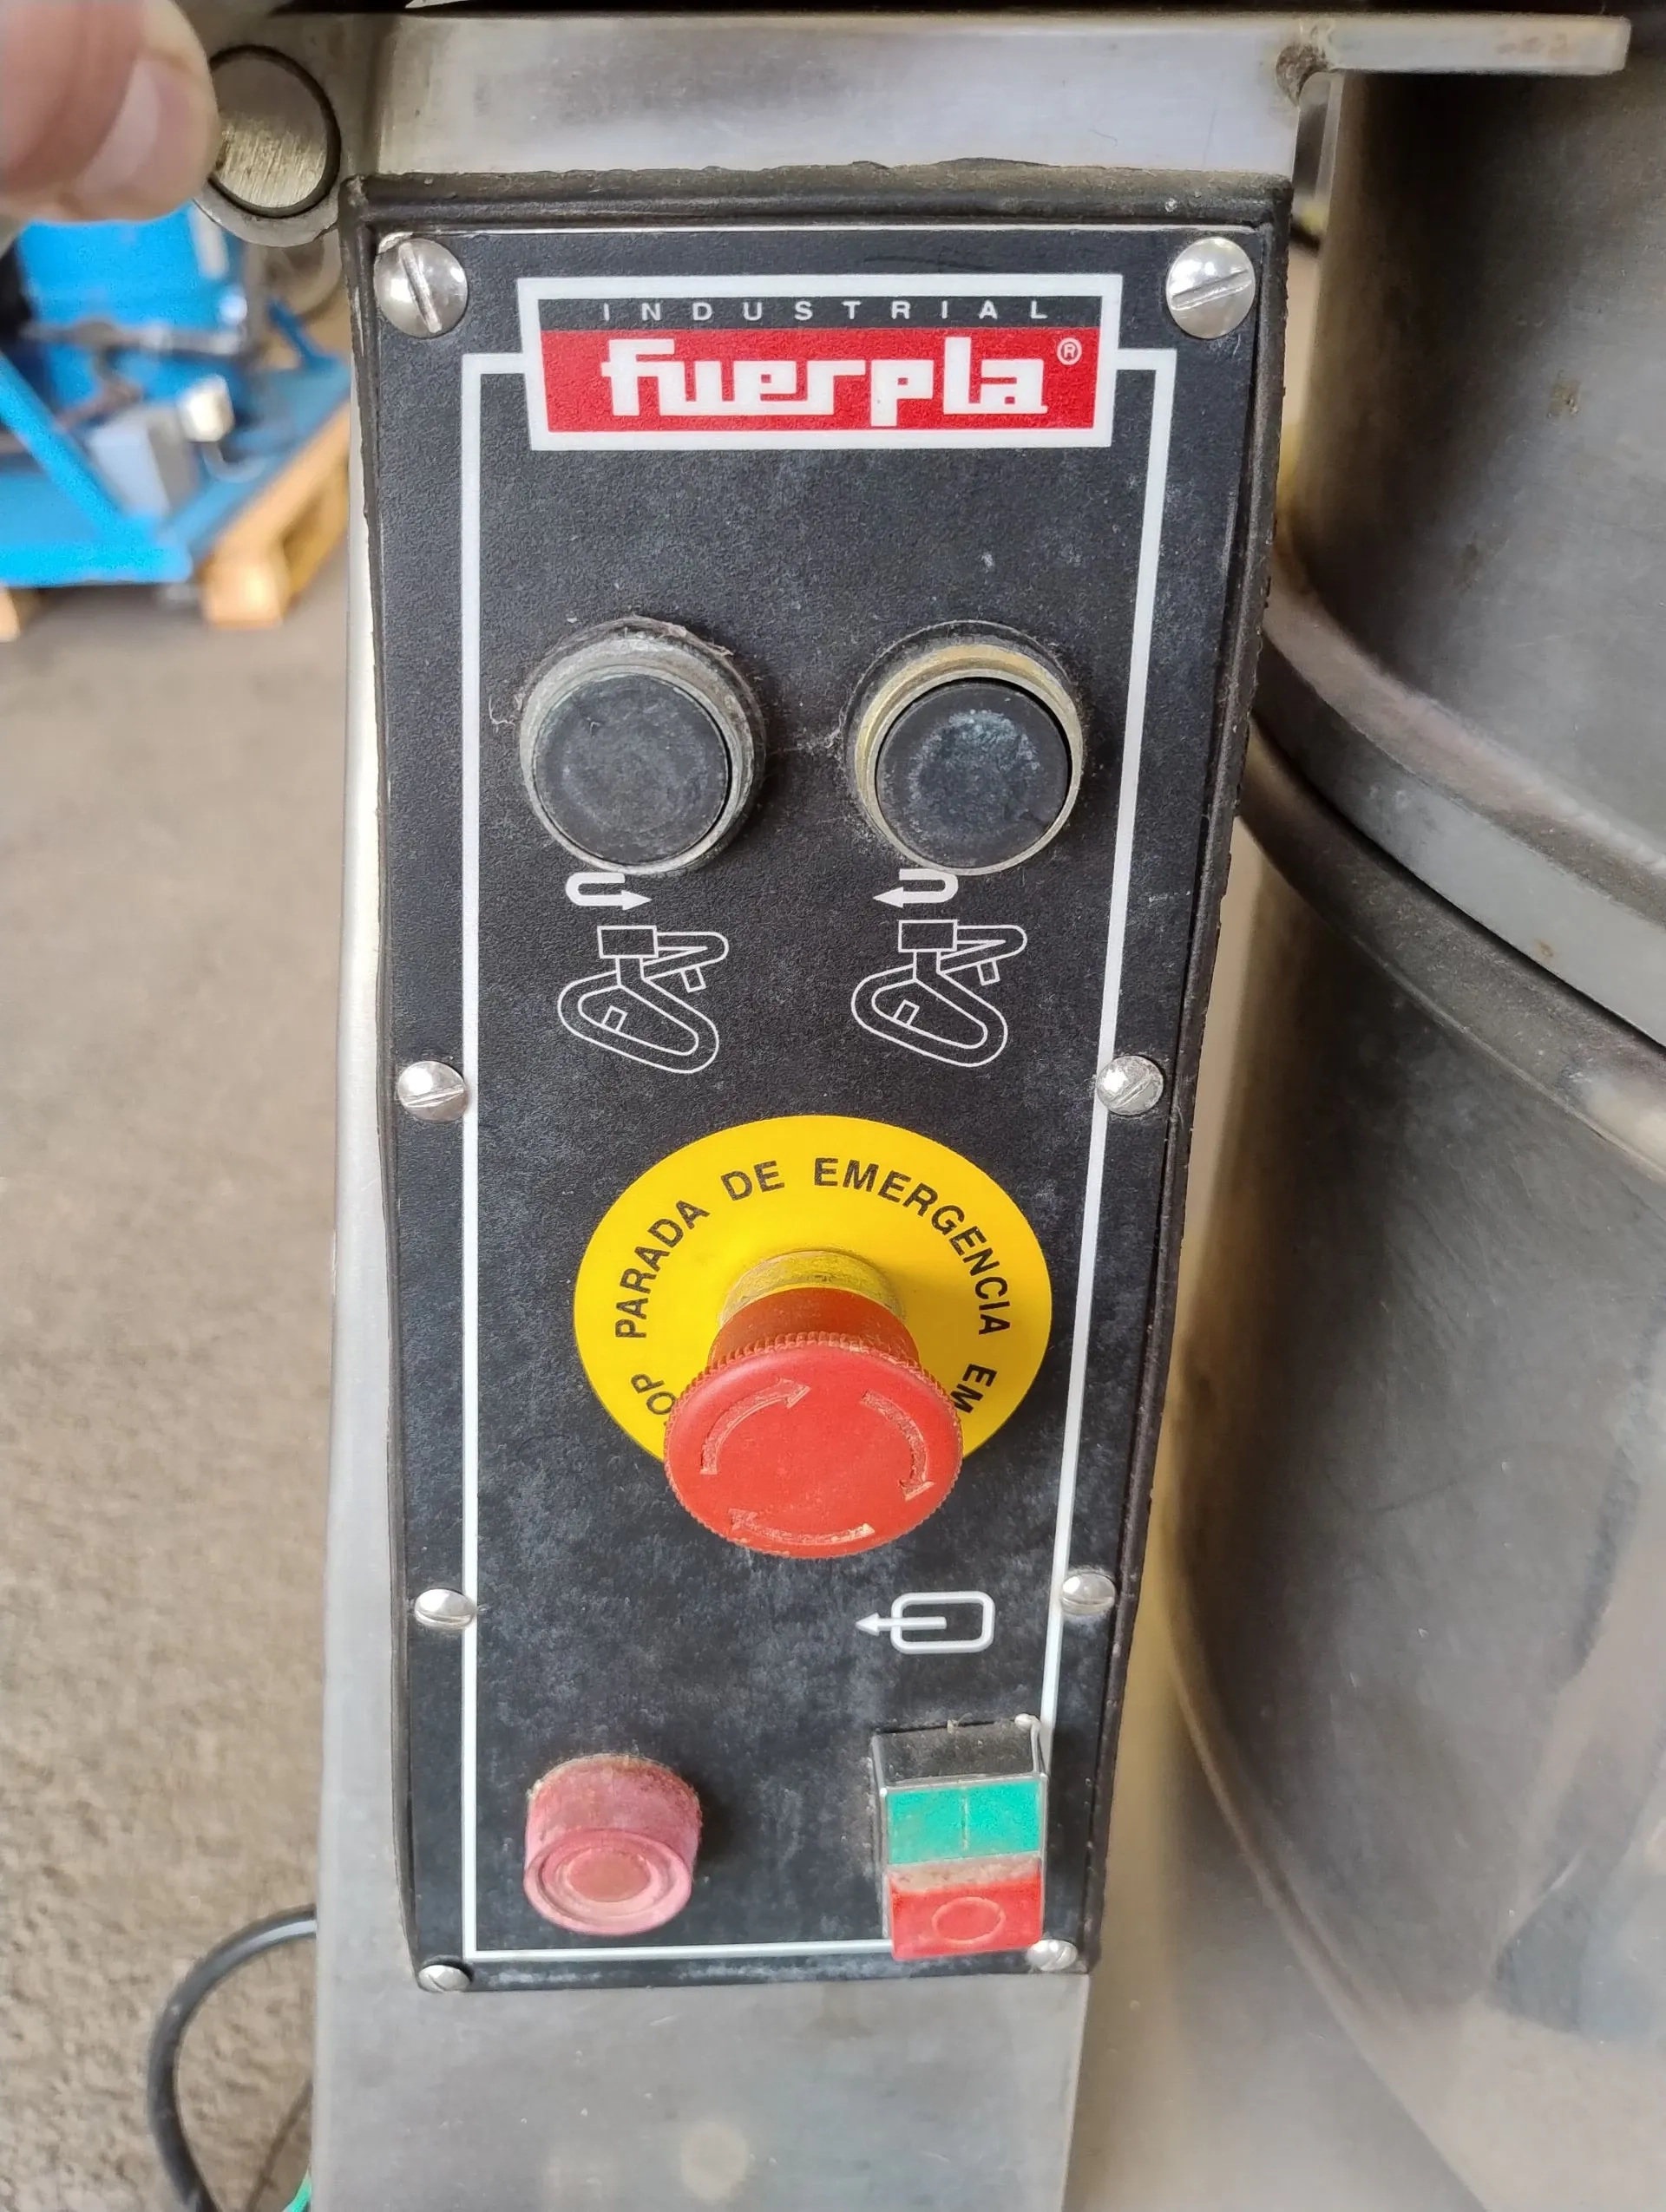 INDUSTRIAL
fuerpla®
PARADA DE EMERGENCIA